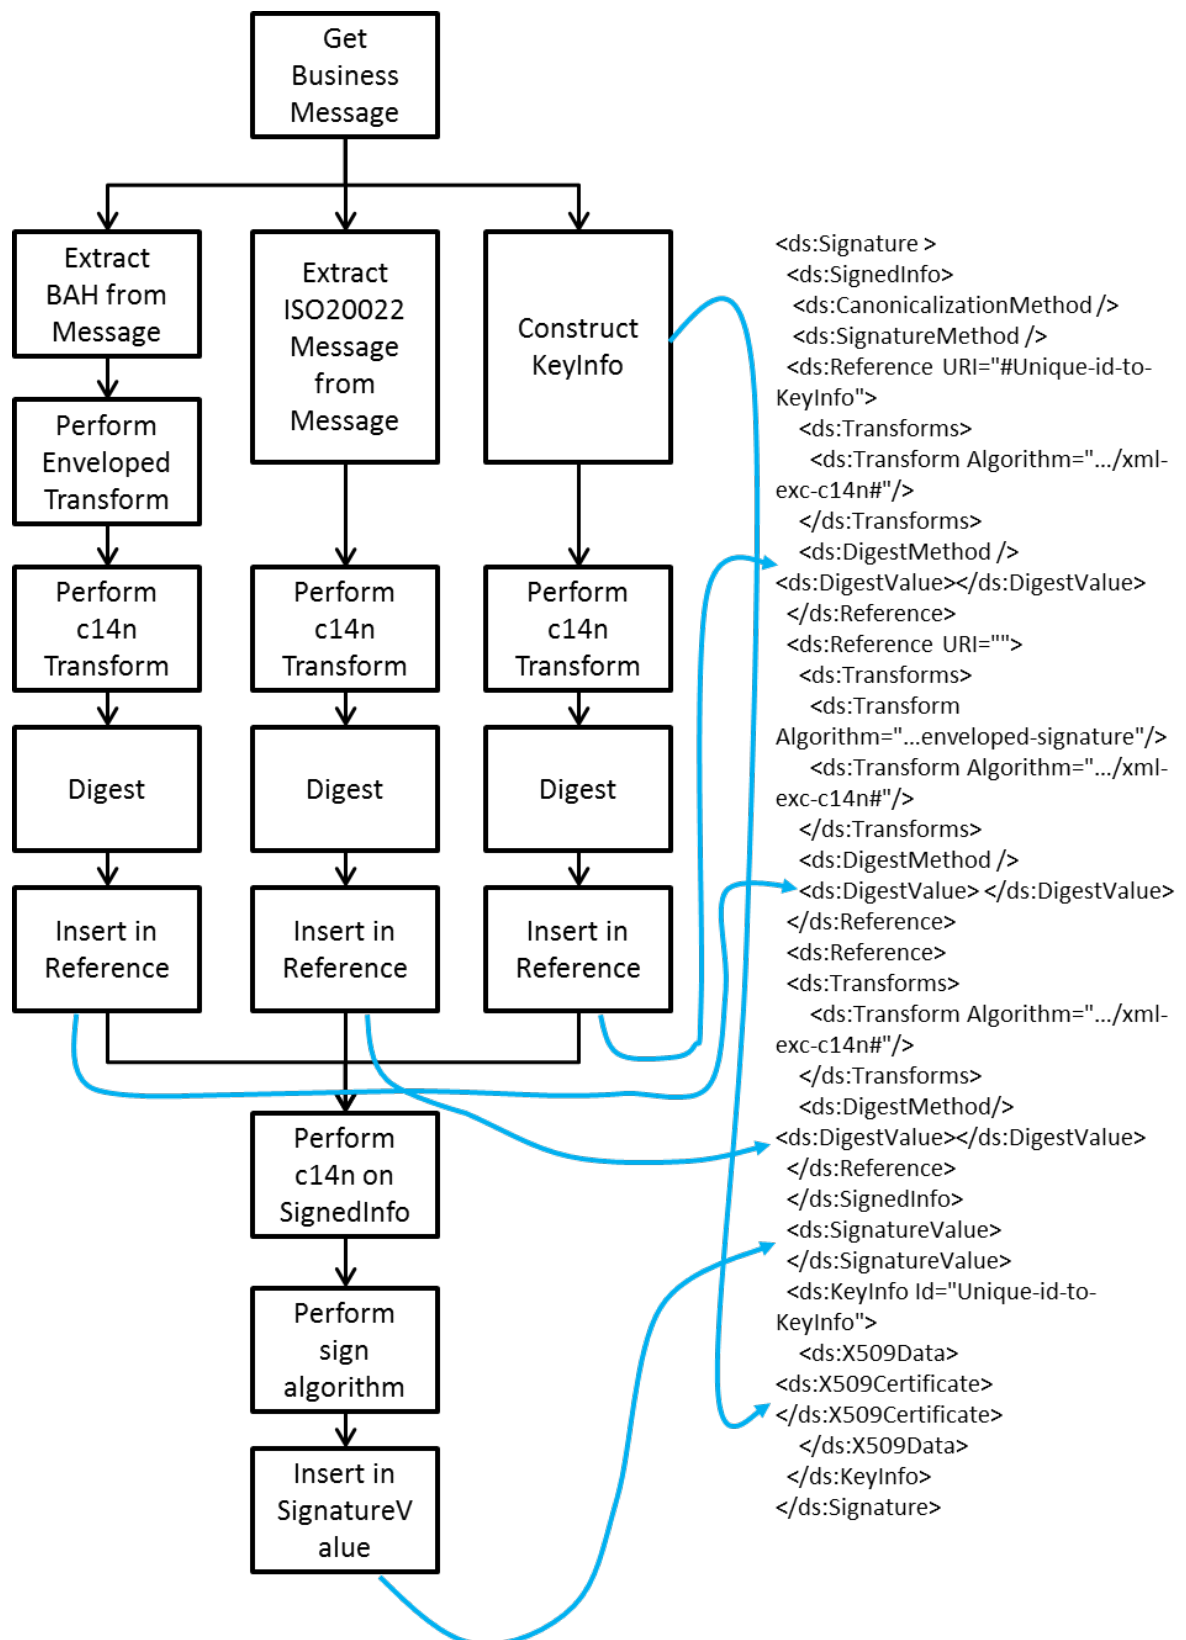 Get
Business
Message
Extract
BAH from
Message
Extract
ISO20022
Message
from
Message
Construct
KeyInfo
Perform
Enveloped
Transform
Perform
c14n
Transform
Perform
c14n
Transform
Perform
c14n
Transform
Digest
Digest
Digest
Insert in
Reference
Insert in
Reference
Insert in
Reference
Perform
c14n on
SignedInfo
Perform
sign
algorithm
Insert in
SignatureV
alue
<ds:Signature >
<ds:SignedInfo>
<ds:CanonicalizationMethod />
<ds:SignatureMethod />
<ds:Reference URI="#Unique-id-to-
KeyInfo">
<ds:Transforms>
<ds:Transform Algorithm=".../xml-
exc-c14n#"/>
</ds:Transforms>
<ds:DigestMethod />
<ds:DigestValue></ds:DigestValue>
</ds:Reference>
<ds:Reference URI="">
<ds:Transforms>
<ds:Transform
Algorithm="...enveloped-signature"/>
<ds:Transform Algorithm=".../xml-
exc-c14n#"/>
</ds:Transforms>
<ds:DigestMethod />
<ds:DigestValue> </ds:DigestValue>
</ds:Reference>
<ds:Reference>
<ds:Transforms>
<ds:Transform Algorithm=".../xml-
exc-c14n#"/>
</ds:Transforms>
<ds:DigestMethod/>
<ds:DigestValue></ds:DigestValue>
</ds:Reference>
</ds:SignedInfo>
<ds:SignatureValue>
</ds:SignatureValue>
<ds:KeyInfo Id="Unique-id-to-
KeyInfo">
<ds:X509Data>
<ds:X509Certificate>
</ds:X509Certificate>
</ds:X509Data>
</ds:KeyInfo>
</ds:Signature>